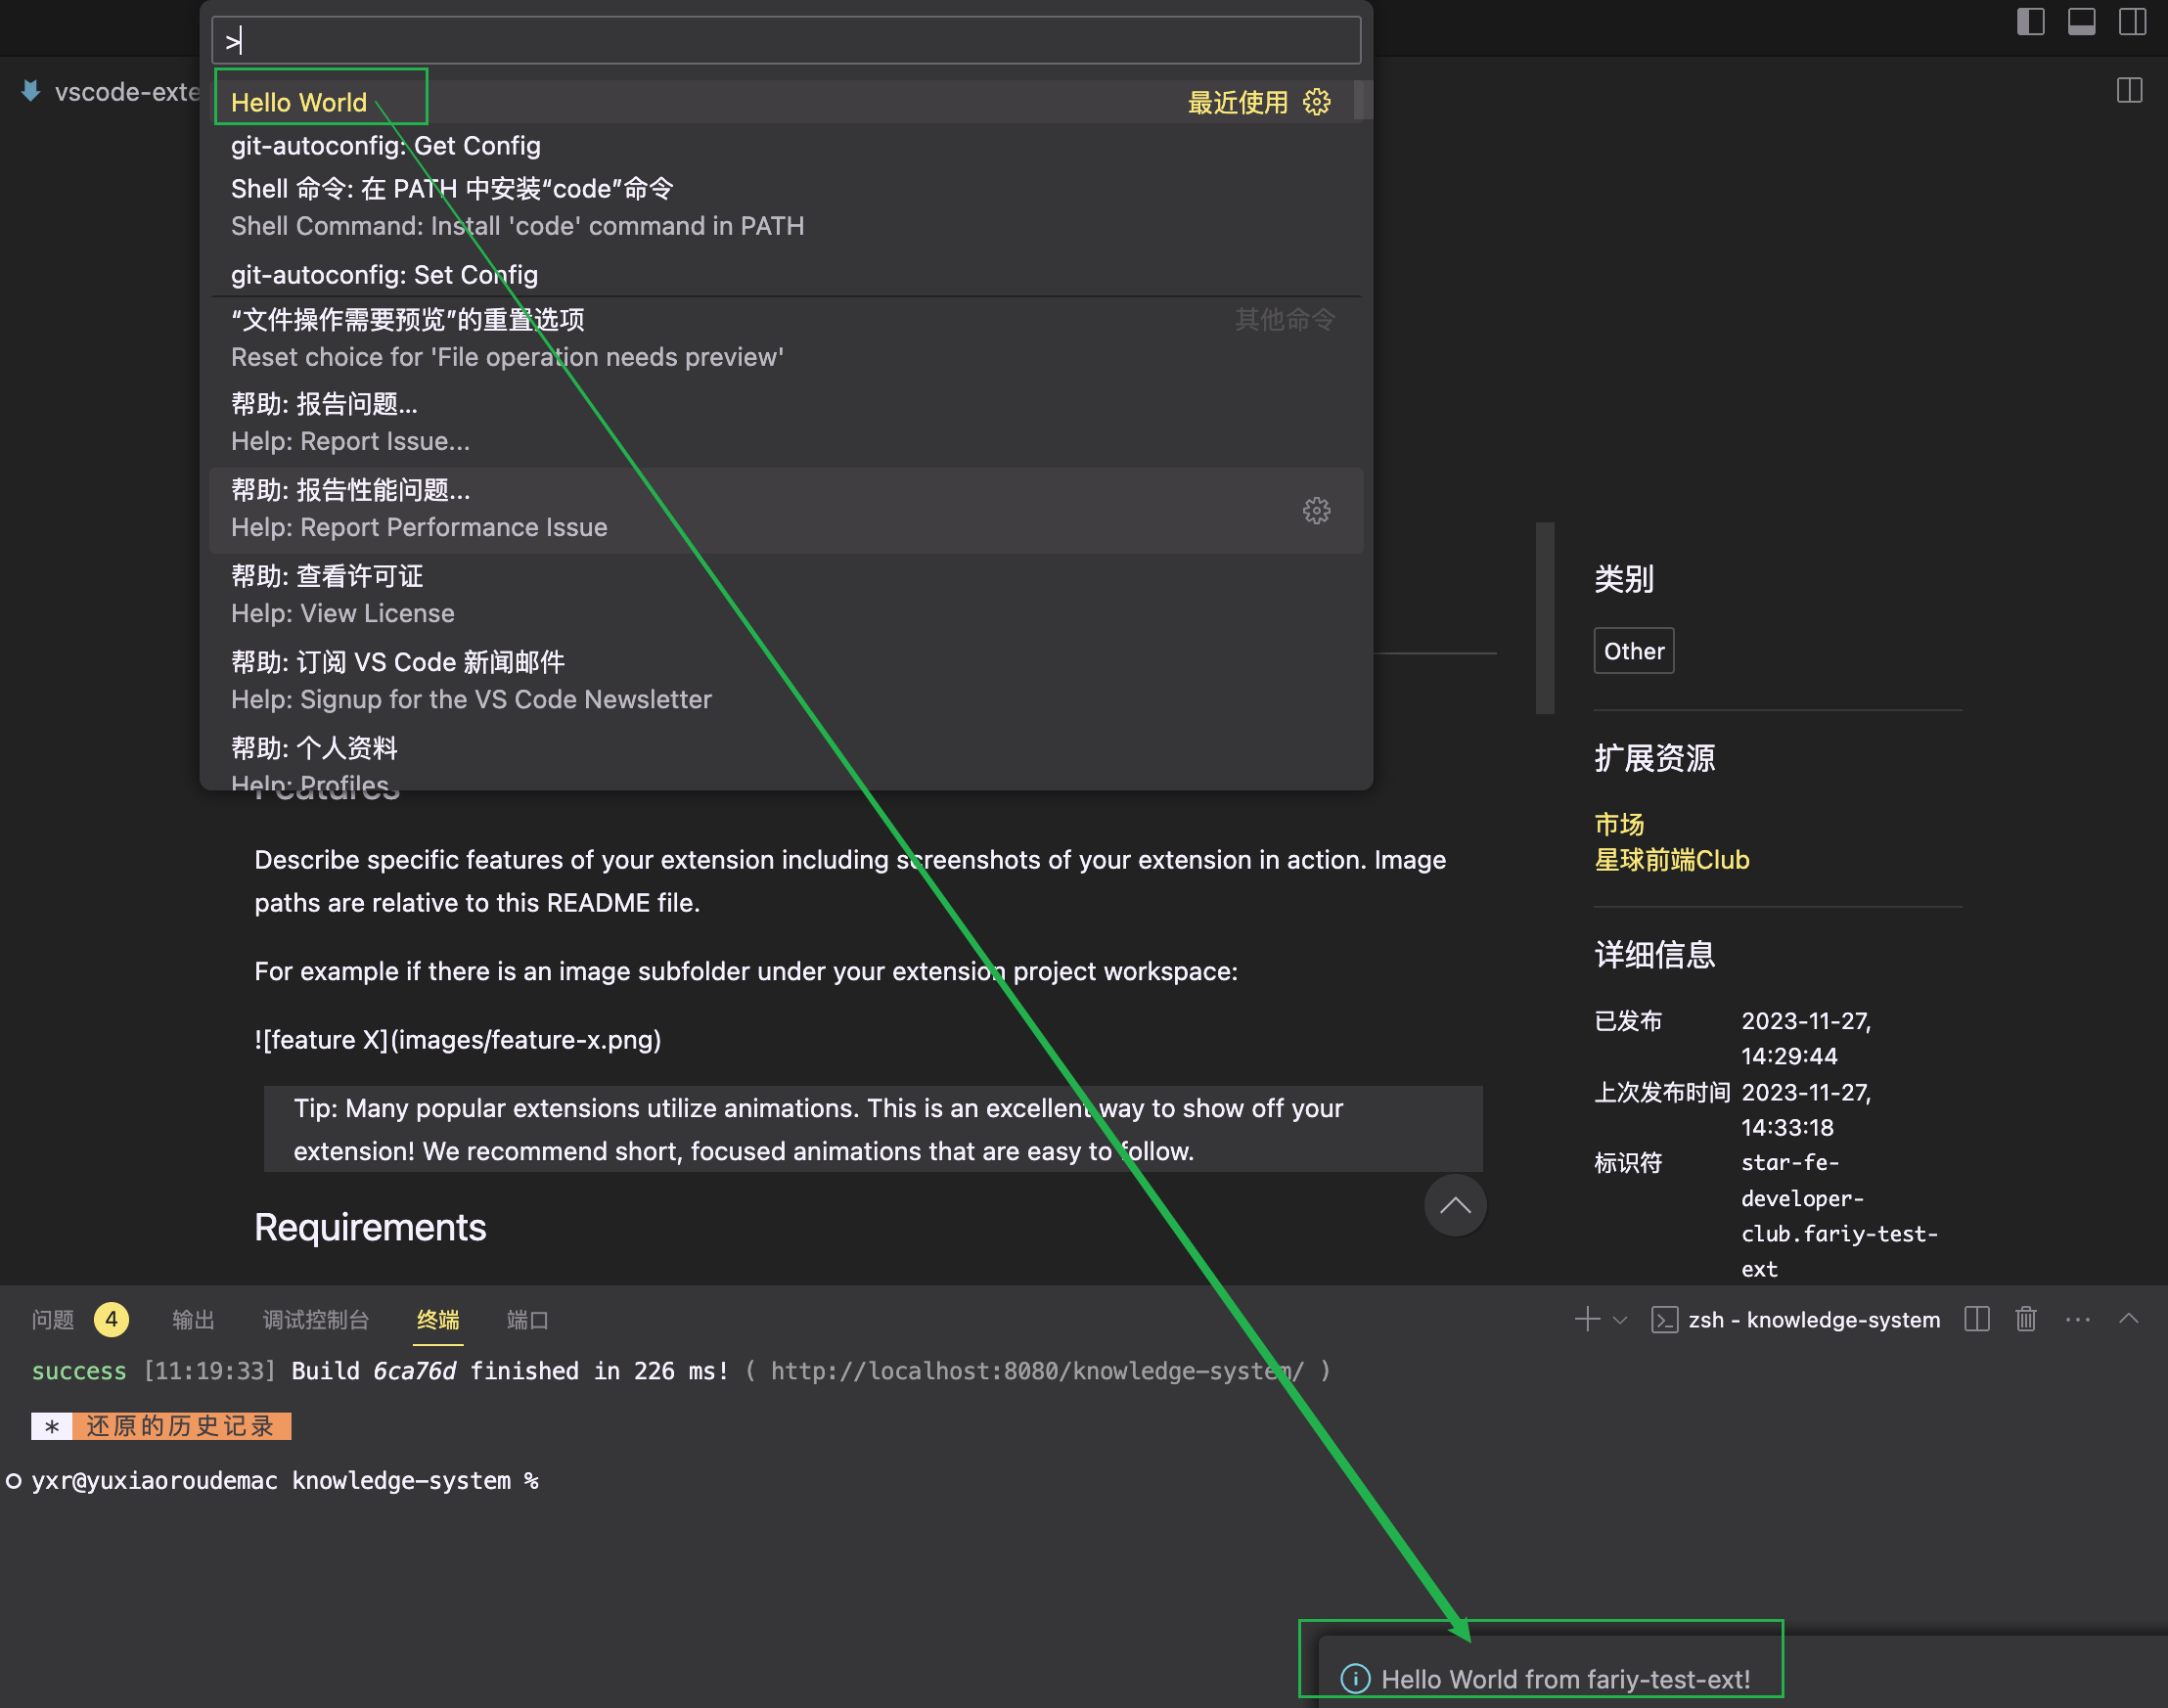 >
vscode-exte
Hello World
最近使用
git-autoconfig: Get Config
Shell 命令: 在 PATH 中安装“code”命令
Shell Command: Install 'code' command in PATH
git-autoconfig: Set Config
“文件操作需要预览”的重置选项
其他命令
Reset choice for 'File operation needs preview'
帮助: 报告问题...
Help: Report Issue...
帮助: 报告性能问题...
Help: Report Performance Issue
帮助: 查看许可证
Help: View License
帮助: 订阅 VS Code 新闻邮件
Help: Signup for the VS Code Newsletter
帮助: 个人资料
Help: Profiles
Features
Describe specific features of your extension including screenshots of your extension in action. Image
paths are relative to this README file.
For example if there is an image subfolder under your extension project workspace:
![feature X](images/feature-x.png)
Tip: Many popular extensions utilize animations. This is an excellent way to show off your
extension! We recommend short, focused animations that are easy to follow.
Requirements
类别
Other
扩展资源
市场
星球前端Club
详细信息
已发布 2023-11-27,
14:29:44
上次发布时间 2023-11-27,
14:33:18
标识符 star-fe-
developer-
club.fariy-test-
ext
问题 4 输出 调试控制台 终端 端口
zsh - knowledge-system
success [11:19:33] Build 6ca76d finished in 226 ms! ( http://localhost:8080/knowledge-system/ )
* 还原的历史记录
yxr@yuxiaoroudemac knowledge-system %
Hello World from fariy-test-ext!